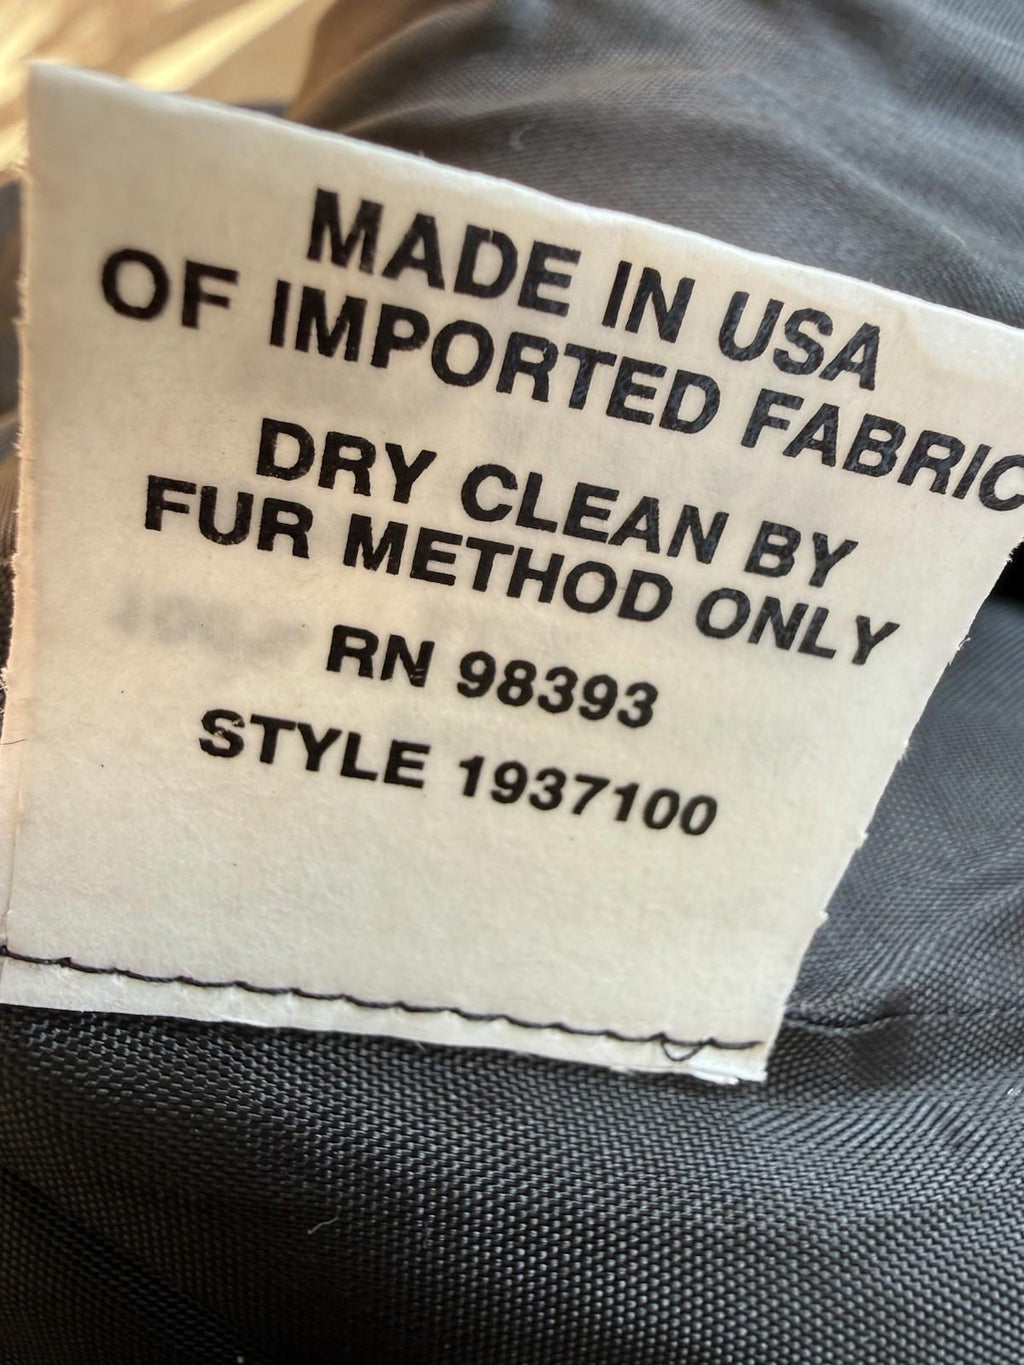 MADE IN USA
OF IMPORTED FABRIC
DRY CLEAN BY
FUR METHOD ONLY
RN 98393
STYLE 1937100